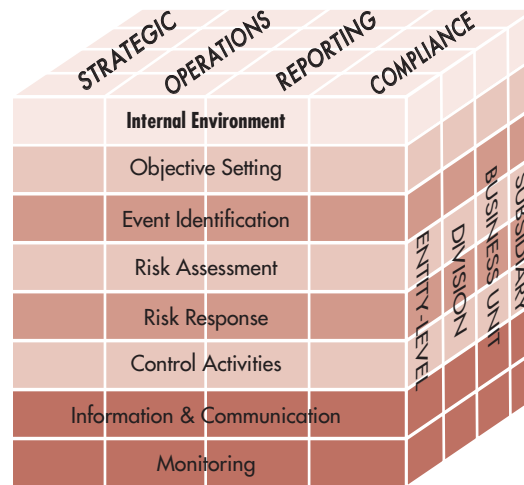 STRATEGIC
OPERATIONS
REPORTING
COMPLIANCE
Internal Environment
Objective Setting
Event Identification
Risk Assessment
Risk Response
Control Activities
Information & Communication
Monitoring
ENTITY-LEVEL
DIVISION
BUSINESS UNIT
SUBSIDIARY